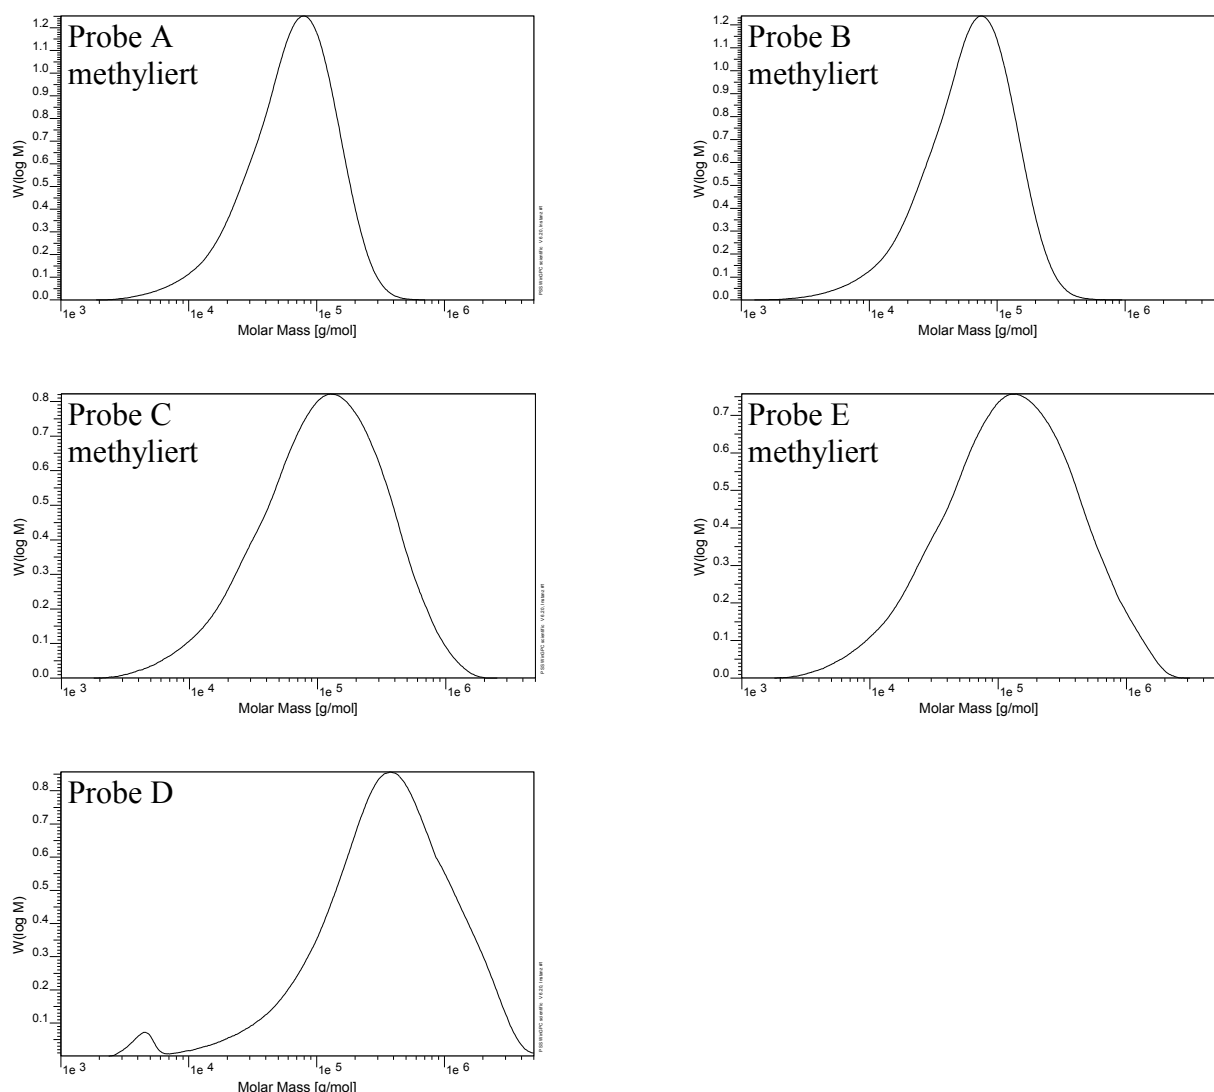 Probe A
methyliert
1.2
1.1
1.0
0.9
0.8
0.7
0.6
0.5
0.4
0.3
0.2
0.1
0.0
W(log M)
1e 3 1e 4 1e 5 1e 6
Molar Mass [g/mol]
Probe B
methyliert
1.2
1.1
1.0
0.9
0.8
0.7
0.6
0.5
0.4
0.3
0.2
0.1
0.0
W(log M)
1e 3 1e 4 1e 5 1e 6
Molar Mass [g/mol]
Probe C
methyliert
0.8
0.7
0.6
0.5
0.4
0.3
0.2
0.1
0.0
W(log M)
1e 3 1e 4 1e 5 1e 6
Molar Mass [g/mol]
Probe E
methyliert
0.7
0.6
0.5
0.4
0.3
0.2
0.1
0.0
W(log M)
1e 3 1e 4 1e 5 1e 6
Molar Mass [g/mol]
Probe D
0.8
0.7
0.6
0.5
0.4
0.3
0.2
0.1
W(log M)
1e 3 1e 4 1e 5 1e 6
Molar Mass [g/mol]